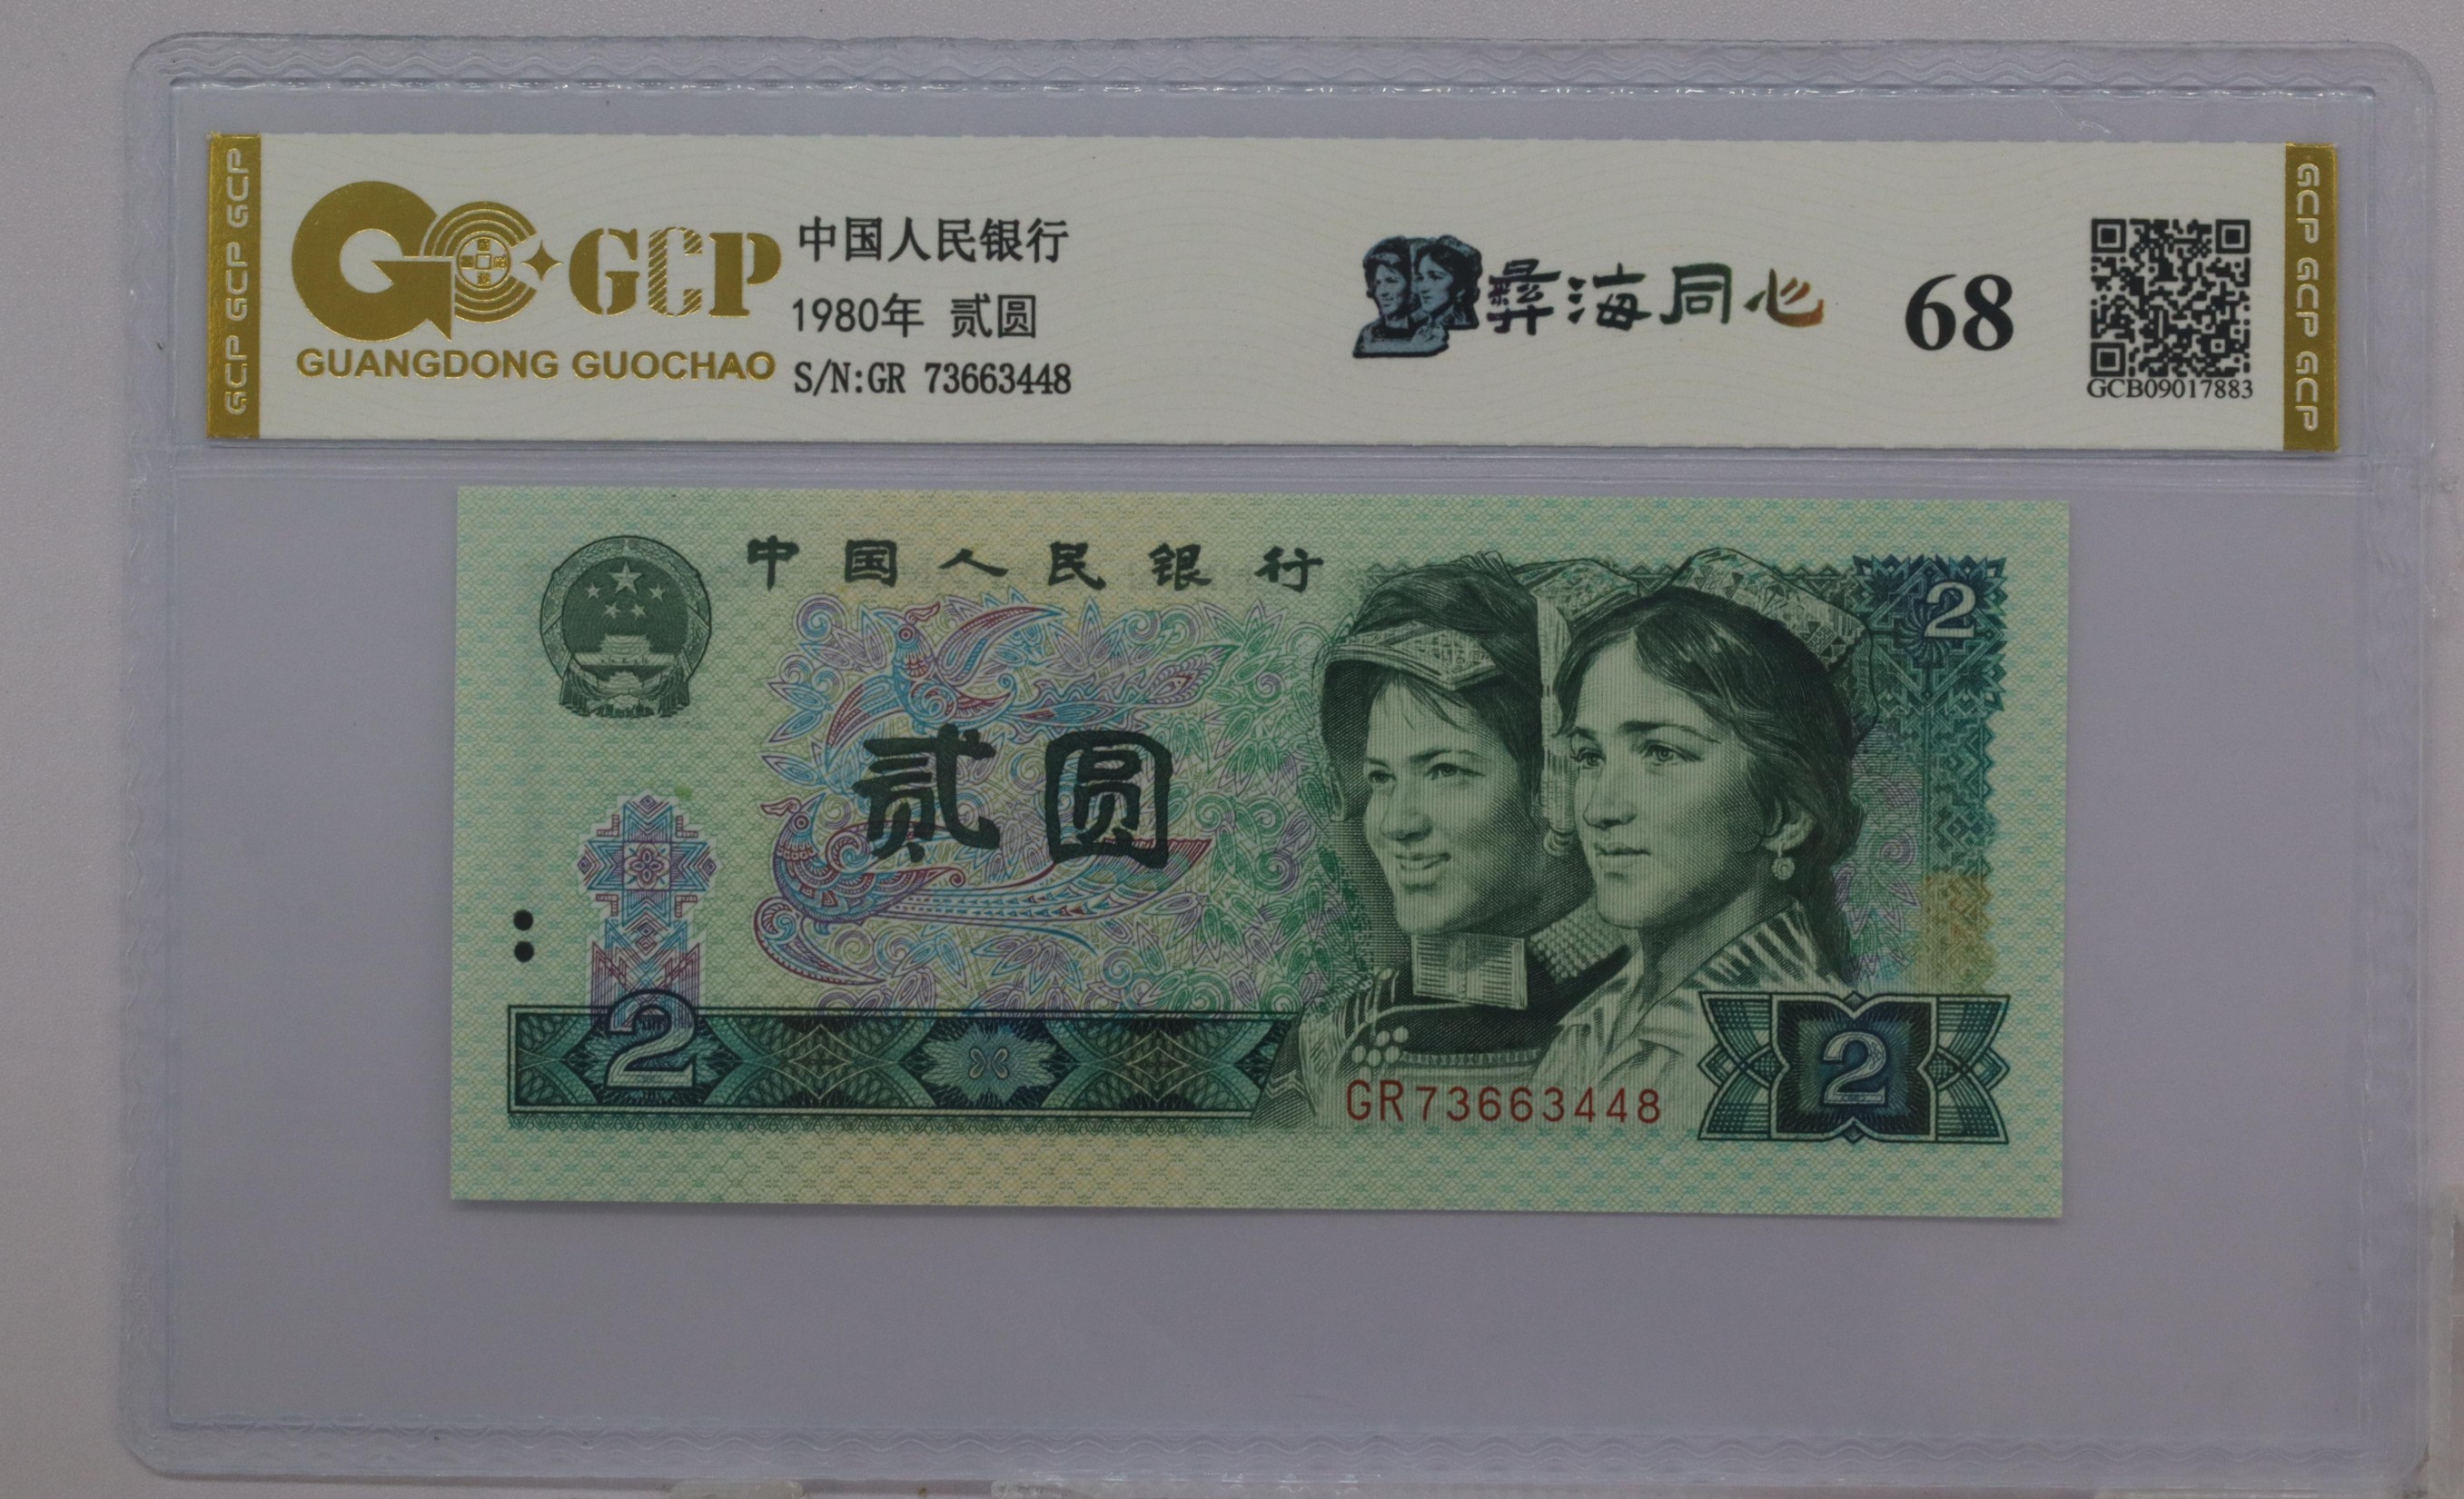 GCP GCP GCP
GCP
GUANGDONG GUOCHAO
中国人民银行
1980年 贰圆
S/N:GR 73663448
彝海同心
68
GCB09017883
GCP GCP GCP
中国人民银行
2
贰圆
2
GR73663448
2